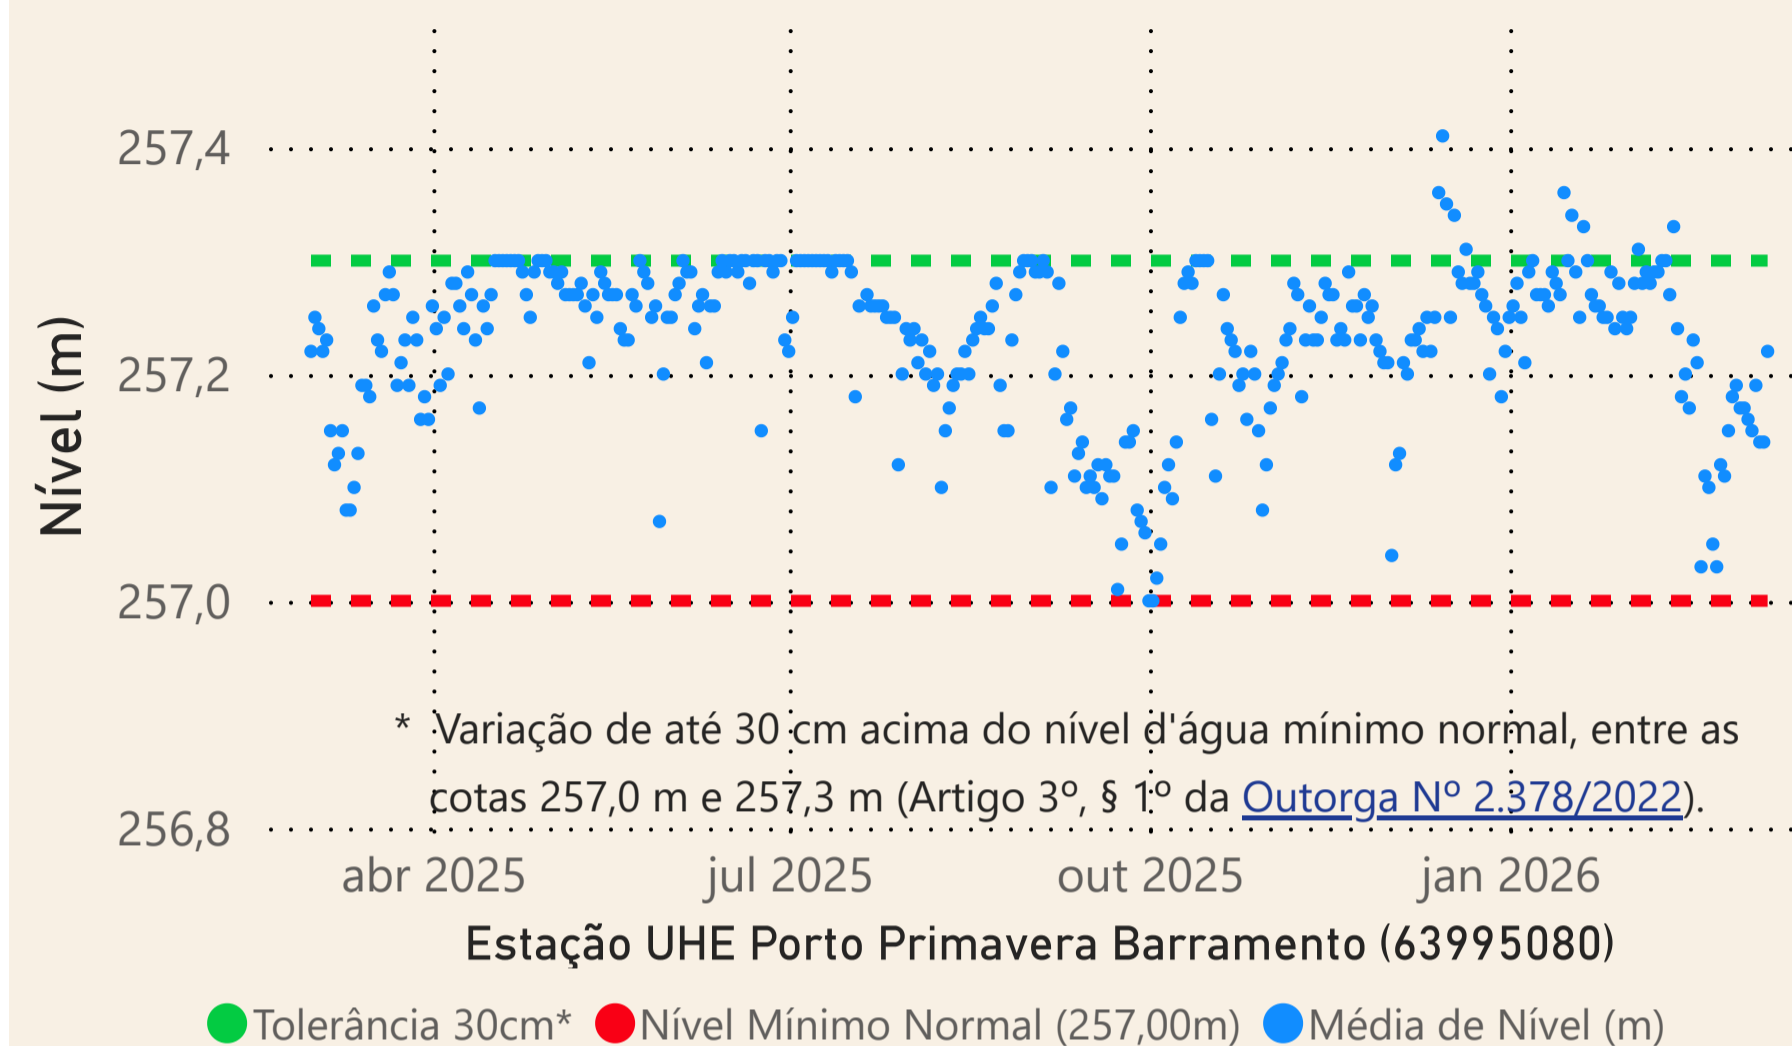 Nível (m)
257,4
257,2
257,0
256,8
* Variação de até 30 cm acima do nível d'água mínimo normal, entre as
cotas 257,0 m e 257,3 m (Artigo 3º, § 1º da Outorga Nº 2.378/2022).
abr 2025 jul 2025 out 2025 jan 2026
Estação UHE Porto Primavera Barramento (63995080)
Tolerância 30cm* Nível Mínimo Normal (257,00m) Média de Nível (m)